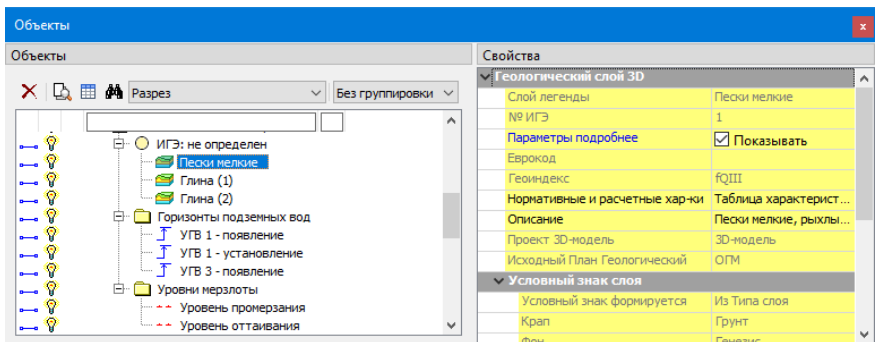 Объекты
Объекты
Разрез
Без группировки
ИГЭ: не определен
Пески мелкие
Глина (1)
Глина (2)
Горизонты подземных вод
УГВ 1 - появление
УГВ 1 - установление
УГВ 3 - появление
Уровни мерзлоты
Уровень промерзания
Уровень оттаивания
Свойства
Геологический слой 3D
Слой легенды Пески мелкие
№ ИГЭ 1
Параметры подробнее Показывать
Еврокод
Геоиндекс fQIII
Нормативные и расчетные хар-ки Таблица характерист...
Описание Пески мелкие, рыхлы...
Проект 3D-модель 3D-модель
Исходный План Геологический ОГМ
Условный знак слоя
Условный знак формируется Из Типа слоя
Крап Грунт
Фон Генезис